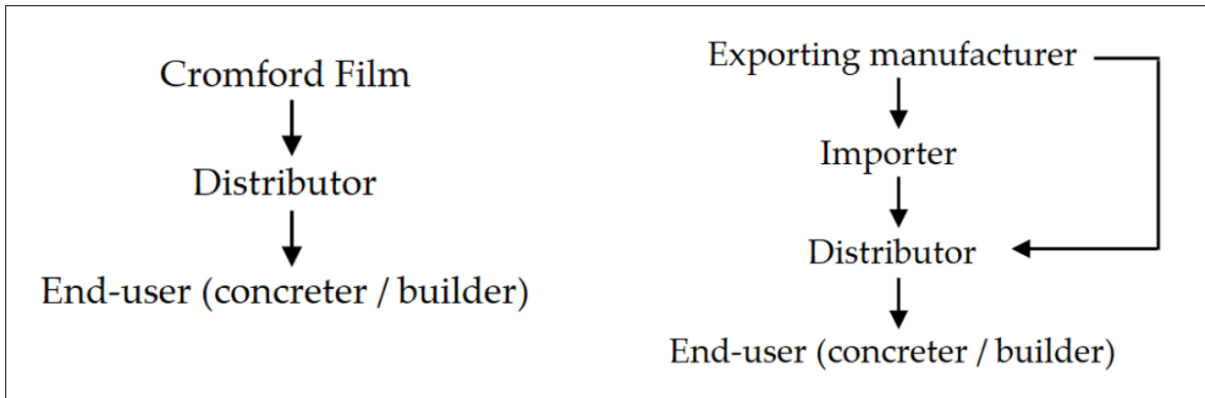 Cromford Film
Distributor
End-user (concreter / builder)
Exporting manufacturer
Importer
Distributor
End-user (concreter / builder)